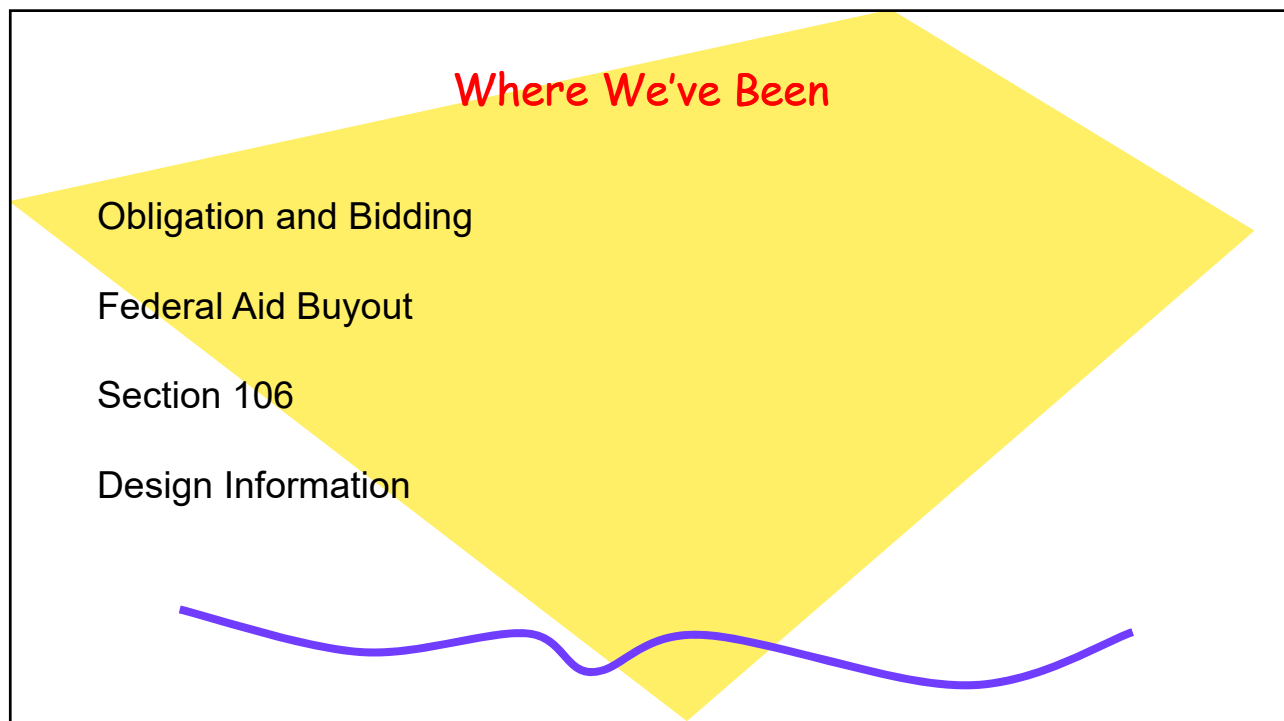 Where We've Been
Obligation and Bidding
Federal Aid Buyout
Section 106
Design Information